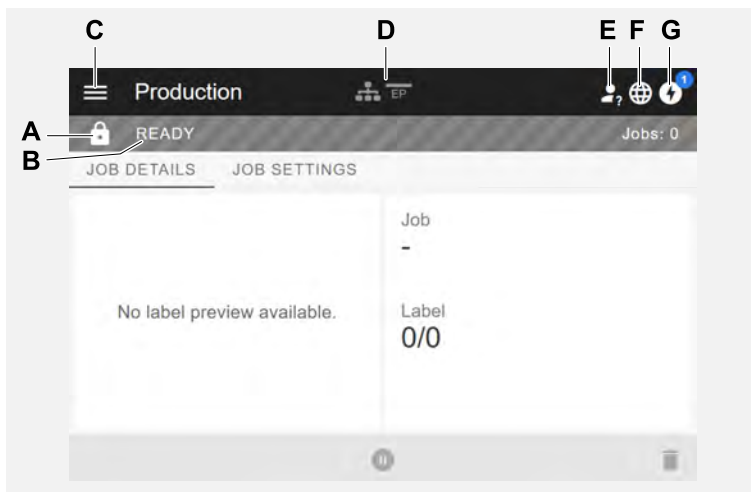 C D E F G
Production EP ? 1
A READY Jobs: 0
B
JOB DETAILS JOB SETTINGS
Job
-
No label preview available.
Label
0/0